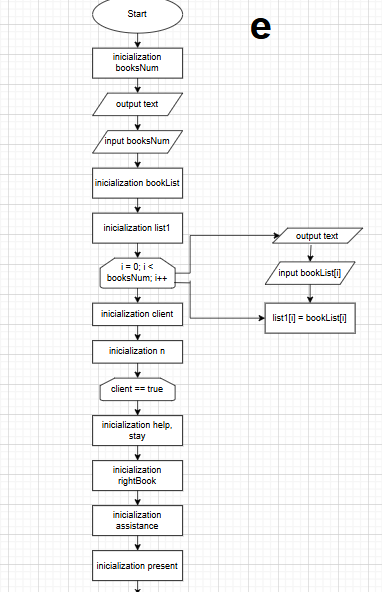 Start
e
inicialization
booksNum
output text
input booksNum
inicialization bookList
inicialization list1
i = 0; i <
booksNum; i++
output text
input bookList[i]
list1[i] = bookList[i]
inicialization client
inicialization n
client == true
inicialization help,
stay
inicialization
rightBook
inicialization
assistance
inicialization present